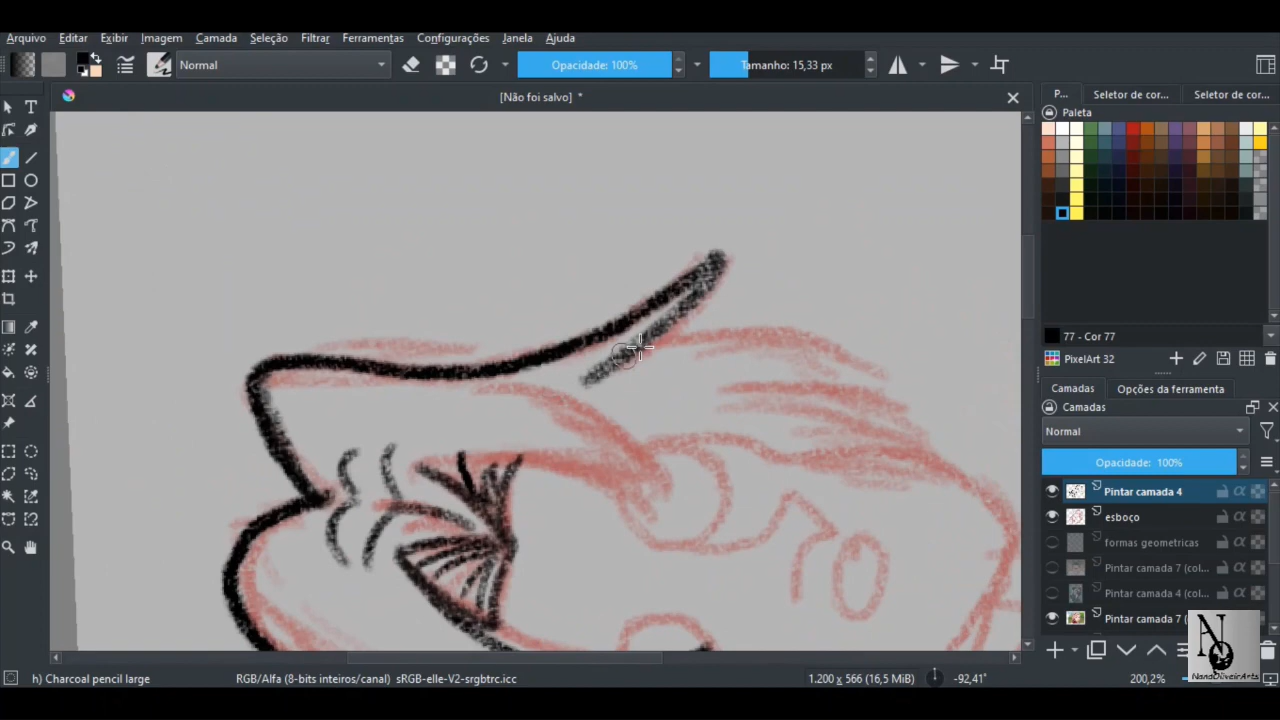 Arquivo Editar Exibir Imagem Camada Seleção Filtrar Ferramentas Configurações Janela Ajuda
Normal Opacidade: 100% Tamanho: 15,33 px
[Não foi salvo] *
P... Seletor de cor... Seletor de cor...
Paleta
77 - Cor 77
PixelArt 32
Camadas Opções da ferramenta
Camadas
Normal
Opacidade: 100%
Pintar camada 4
esboço
formas geometricas
Pintar camada 7 (col...
Pintar camada 4 (col...
Pintar camada 7 (
N
NandOliveirArts
h) Charcoal pencil large RGB/Alfa (8-bits inteiros/canal) sRGB-elle-V2-srgbtrc.icc 1.200 x 566 (16,5 MiB) -92,41° 200,2%